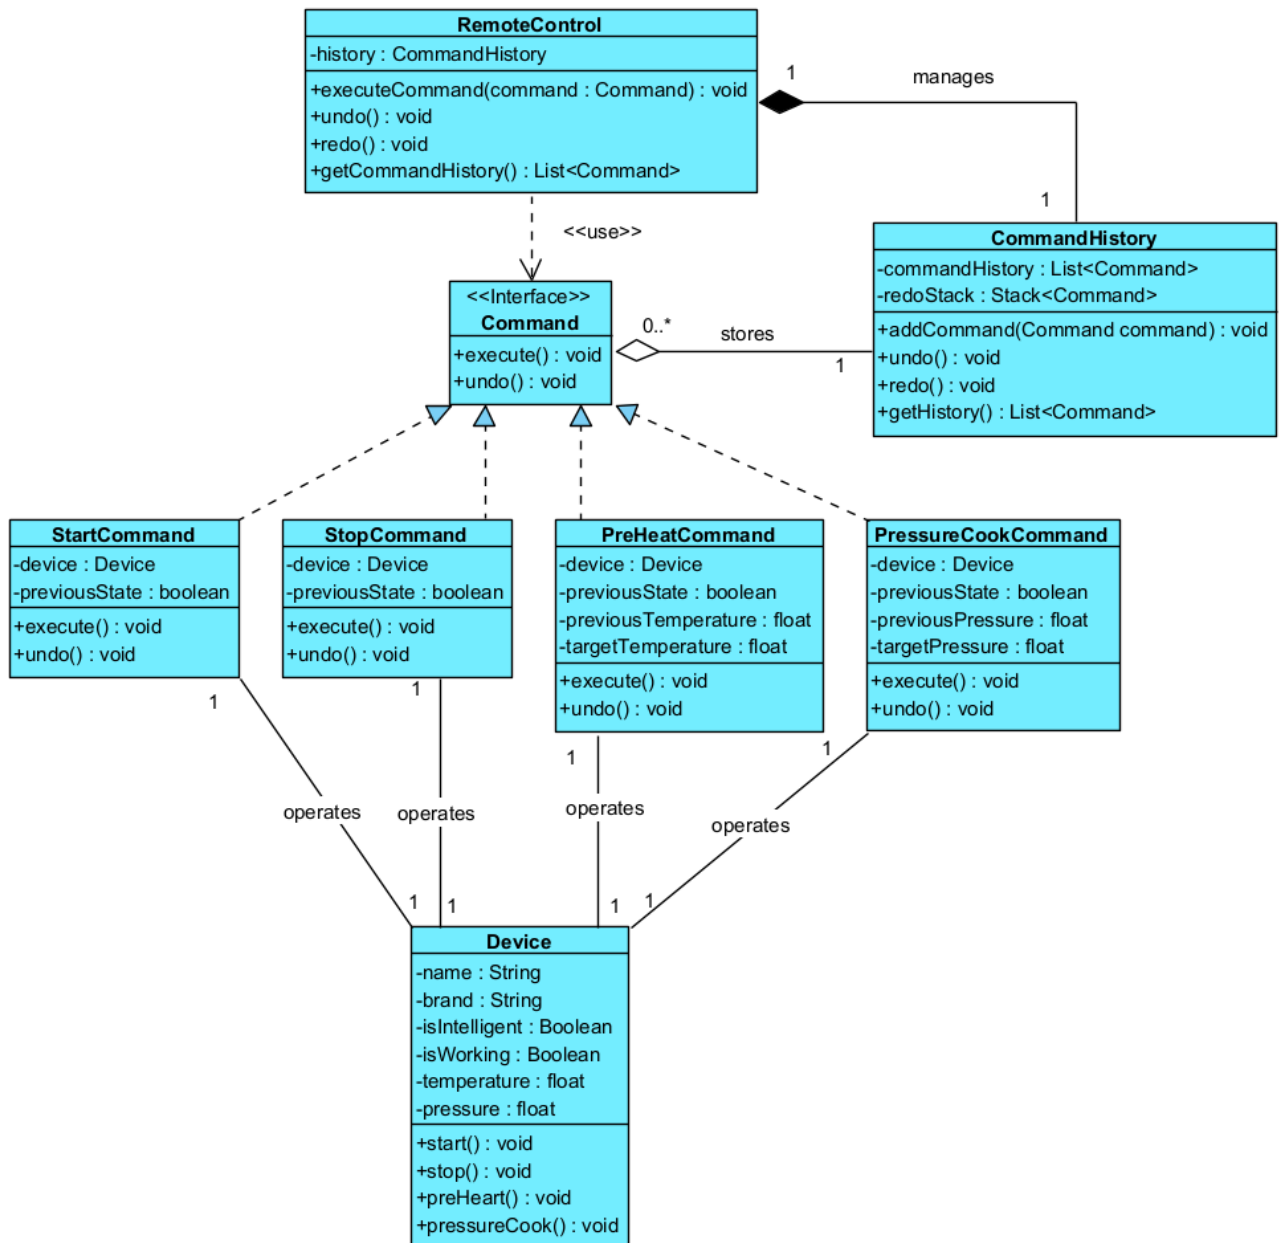 RemoteControl
-history : CommandHistory
+executeCommand(command : Command) : void
+undo() : void
+redo() : void
+getCommandHistory() : List<Command>
1
manages
1
<<use>>
CommandHistory
-commandHistory : List<Command>
-redoStack : Stack<Command>
+addCommand(Command command) : void
+undo() : void
+redo() : void
+getHistory() : List<Command>
<<Interface>>
Command
+execute() : void
+undo() : void
0..*
stores
1
StartCommand
-device : Device
-previousState : boolean
+execute() : void
+undo() : void
StopCommand
-device : Device
-previousState : boolean
+execute() : void
+undo() : void
PreHeatCommand
-device : Device
-previousState : boolean
-previousTemperature : float
-targetTemperature : float
+execute() : void
+undo() : void
PressureCookCommand
-device : Device
-previousState : boolean
-previousPressure : float
-targetPressure : float
+execute() : void
+undo() : void
1
1
1
1
operates
operates
operates
operates
1
1
1
1
Device
-name : String
-brand : String
-isIntelligent : Boolean
-isWorking : Boolean
-temperature : float
-pressure : float
+start() : void
+stop() : void
+preHeart() : void
+pressureCook() : void